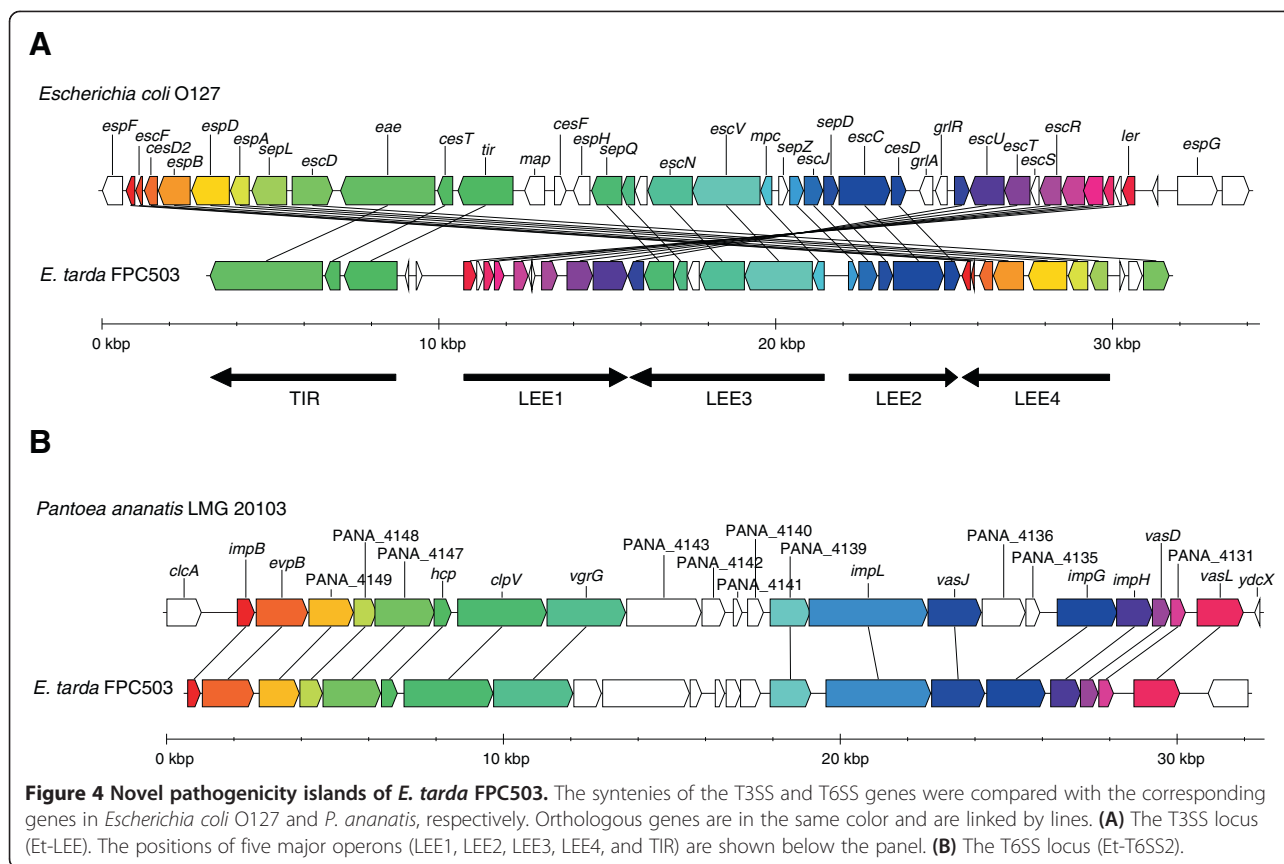 A
Escherichia coli O127
espF
escF
cesD2
espB
espD
espA
sepL
escD
eae
cesT
tir
map
cesF
espH
sepQ
escN
escV
mpc
sepZ
escJ
sepD
escC
cesD
grlA
grlR
escU
escT
escS
escR
ler
espG
E. tarda FPC503
0 kbp 10 kbp 20 kbp 30 kbp
TIR LEE1 LEE3 LEE2 LEE4
B
Pantoea ananatis LMG 20103
clcA
impB
evpB
PANA_4149
PANA_4148
PANA_4147
hcp
clpV
vgrG
PANA_4143
PANA_4142
PANA_4141
PANA_4140
PANA_4139
impL
vasJ
PANA_4136
PANA_4135
impG
impH
vasD
PANA_4131
vasL
ydcX
E. tarda FPC503
0 kbp 10 kbp 20 kbp 30 kbp
Figure 4 Novel pathogenicity islands of E. tarda FPC503. The syntenies of the T3SS and T6SS genes were compared with the corresponding
genes in Escherichia coli O127 and P. ananatis, respectively. Orthologous genes are in the same color and are linked by lines. (A) The T3SS locus
(Et-LEE). The positions of five major operons (LEE1, LEE2, LEE3, LEE4, and TIR) are shown below the panel. (B) The T6SS locus (Et-T6SS2).